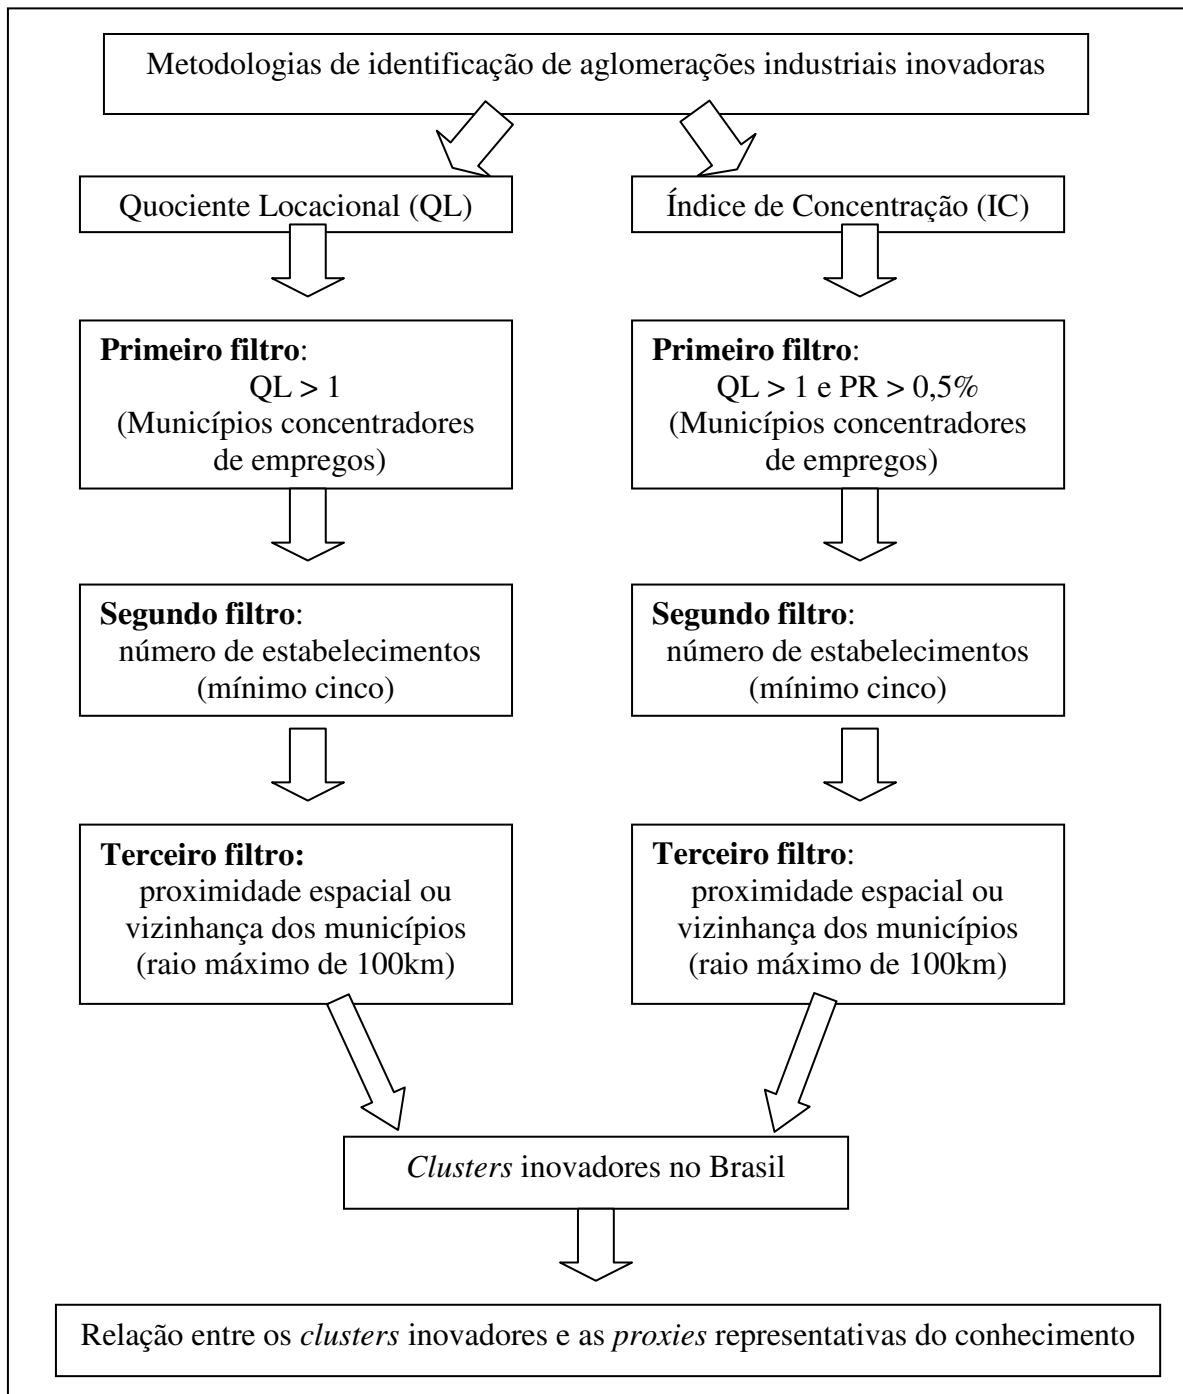 Metodologias de identificação de aglomerações industriais inovadoras
Quociente Locacional (QL)
Índice de Concentração (IC)
Primeiro filtro:
QL > 1
(Municípios concentradores
de empregos)
Primeiro filtro:
QL > 1 e PR > 0,5%
(Municípios concentradores
de empregos)
Segundo filtro:
número de estabelecimentos
(mínimo cinco)
Segundo filtro:
número de estabelecimentos
(mínimo cinco)
Terceiro filtro:
proximidade espacial ou
vizinhança dos municípios
(raio máximo de 100km)
Terceiro filtro:
proximidade espacial ou
vizinhança dos municípios
(raio máximo de 100km)
Clusters inovadores no Brasil
Relação entre os clusters inovadores e as proxies representativas do conhecimento